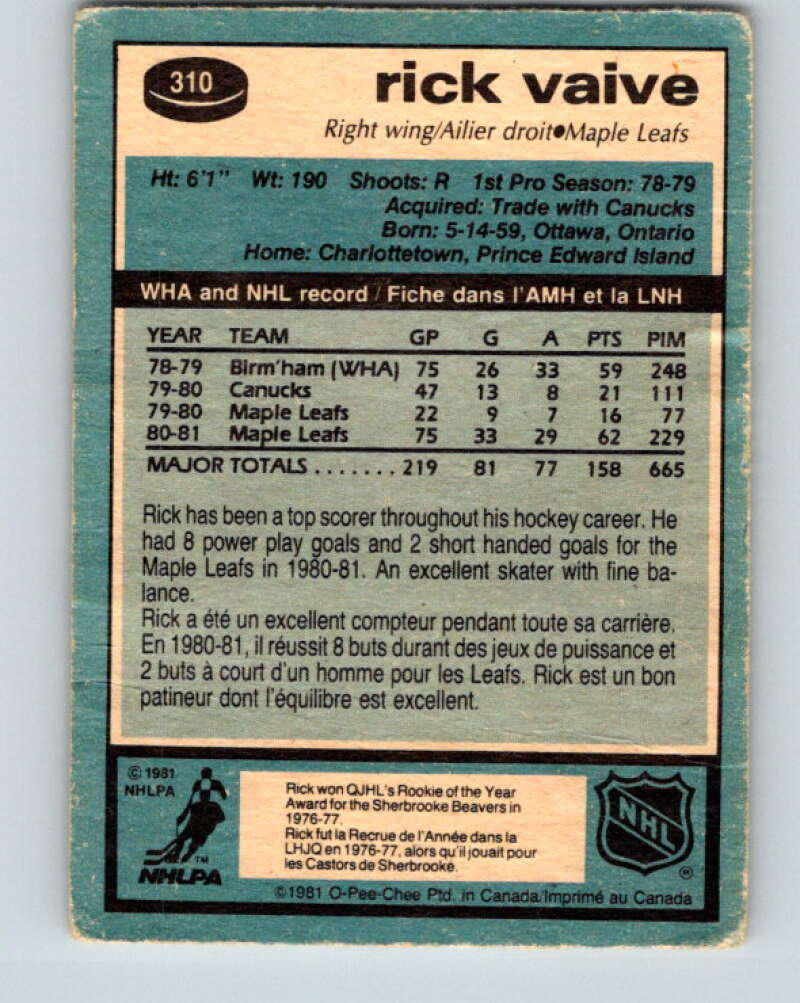 310
rick vaive
Right wing/Ailier droit●Maple Leafs
Ht: 6'1" Wt: 190 Shoots: R 1st Pro Season: 78-79
Acquired: Trade with Canucks
Born: 5-14-59, Ottawa, Ontario
Home: Charlottetown, Prince Edward Island
WHA and NHL record / Fiche dans l'AMH et la LNH
YEAR TEAM GP G A PTS PIM
78-79 Birm'ham (WHA) 75 26 33 59 248
79-80 Canucks 47 13 8 21 111
79-80 Maple Leafs 22 9 7 16 77
80-81 Maple Leafs 75 33 29 62 229
MAJOR TOTALS ....... 219 81 77 158 665
Rick has been a top scorer throughout his hockey career. He
had 8 power play goals and 2 short handed goals for the
Maple Leafs in 1980-81. An excellent skater with fine ba-
lance.
Rick a été un excellent compteur pendant toute sa carrière.
En 1980-81, il réussit 8 buts durant des jeux de puissance et
2 buts à court d'un homme pour les Leafs. Rick est un bon
patineur dont l'équilibre est excellent.
© 1981
NHLPA
TM
NHLPA
Rick won QJHL's Rookie of the Year
Award for the Sherbrooke Beavers in
1976-77.
Rick fut la Recrue de l'Année dans la
LHJQ en 1976-77, alors qu'il jouait pour
les Castors de Sherbrooke.
NHL
®
©1981 O-Pee-Chee Ptd. in Canada/Imprimé au Canada